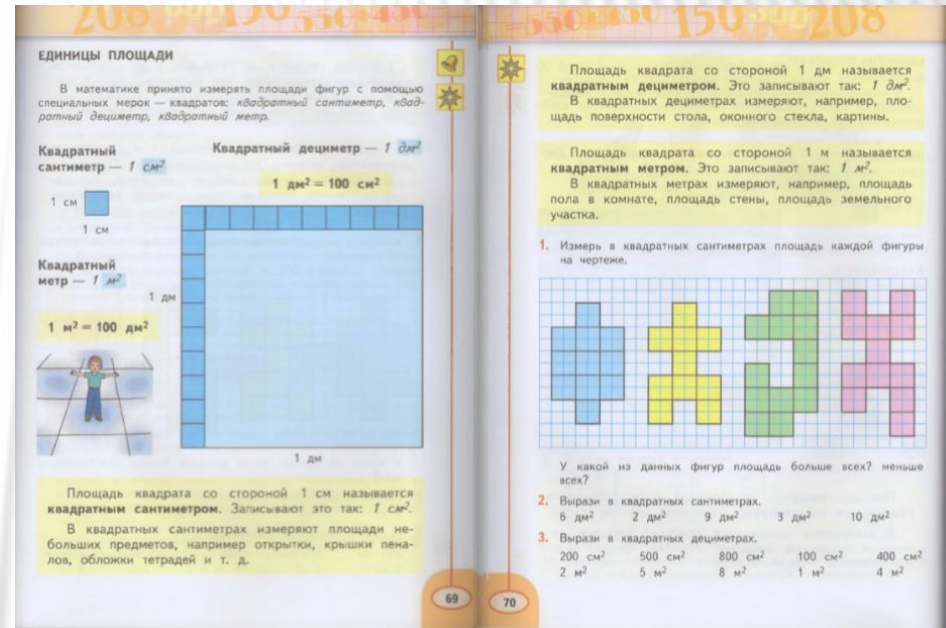 208 150 550 450
ЕДИНИЦЫ ПЛОЩАДИ
В математике принято измерять площади фигур с помощью
специальных мерок — квадратов: квадратный сантиметр, квад-
ратный дециметр, квадратный метр.
Квадратный
сантиметр — 1 см²
Квадратный дециметр — 1 дм²
1 дм² = 100 см²
1 см
1 см
Квадратный
метр — 1 м²
1 дм
1 м² = 100 дм²
1 дм
Площадь квадрата со стороной 1 см называется
квадратным сантиметром. Записывают это так: 1 см².
В квадратных сантиметрах измеряют площади не-
больших предметов, например открытки, крышки пена-
лов, обложки тетрадей и т. д.
69
550 450 150 900 208
Площадь квадрата со стороной 1 дм называется
квадратным дециметром. Это записывают так: 1 дм².
В квадратных дециметрах измеряют, например, пло-
щадь поверхности стола, оконного стекла, картины.
Площадь квадрата со стороной 1 м называется
квадратным метром. Это записывают так: 1 м².
В квадратных метрах измеряют, например, площадь
пола в комнате, площадь стены, площадь земельного
участка.
1. Измерь в квадратных сантиметрах площадь каждой фигуры
на чертеже.
У какой из данных фигур площадь больше всех? меньше
всех?
2. Вырази в квадратных сантиметрах.
6 дм² 2 дм² 9 дм² 3 дм² 10 дм²
3. Вырази в квадратных дециметрах.
200 см² 500 см² 800 см² 100 см² 400 см²
2 м² 5 м² 8 м² 1 м² 4 м²
70